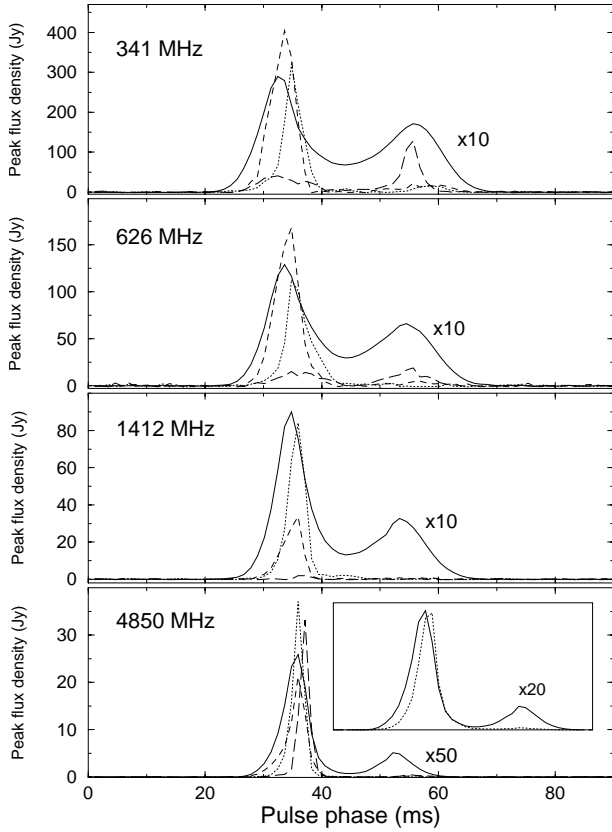 341 MHz
Peak flux density (Jy)
400
300
200
100
0
x10
626 MHz
Peak flux density (Jy)
150
100
50
0
x10
1412 MHz
Peak flux density (Jy)
80
60
40
20
0
x10
4850 MHz
Peak flux density (Jy)
30
20
10
0
x20
x50
0 20 40 60 80
Pulse phase (ms)